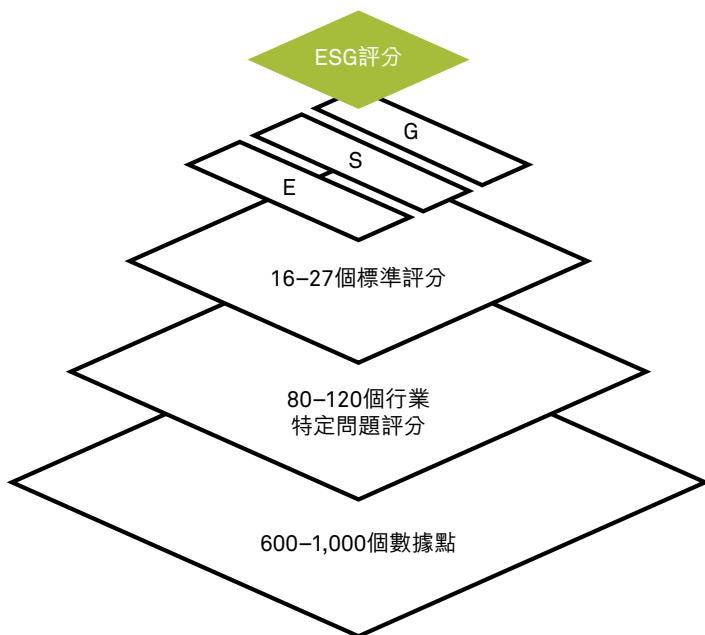 ESG評分
G
S
E
16–27個標準評分
80–120個行業
特定問題評分
600–1,000個數據點